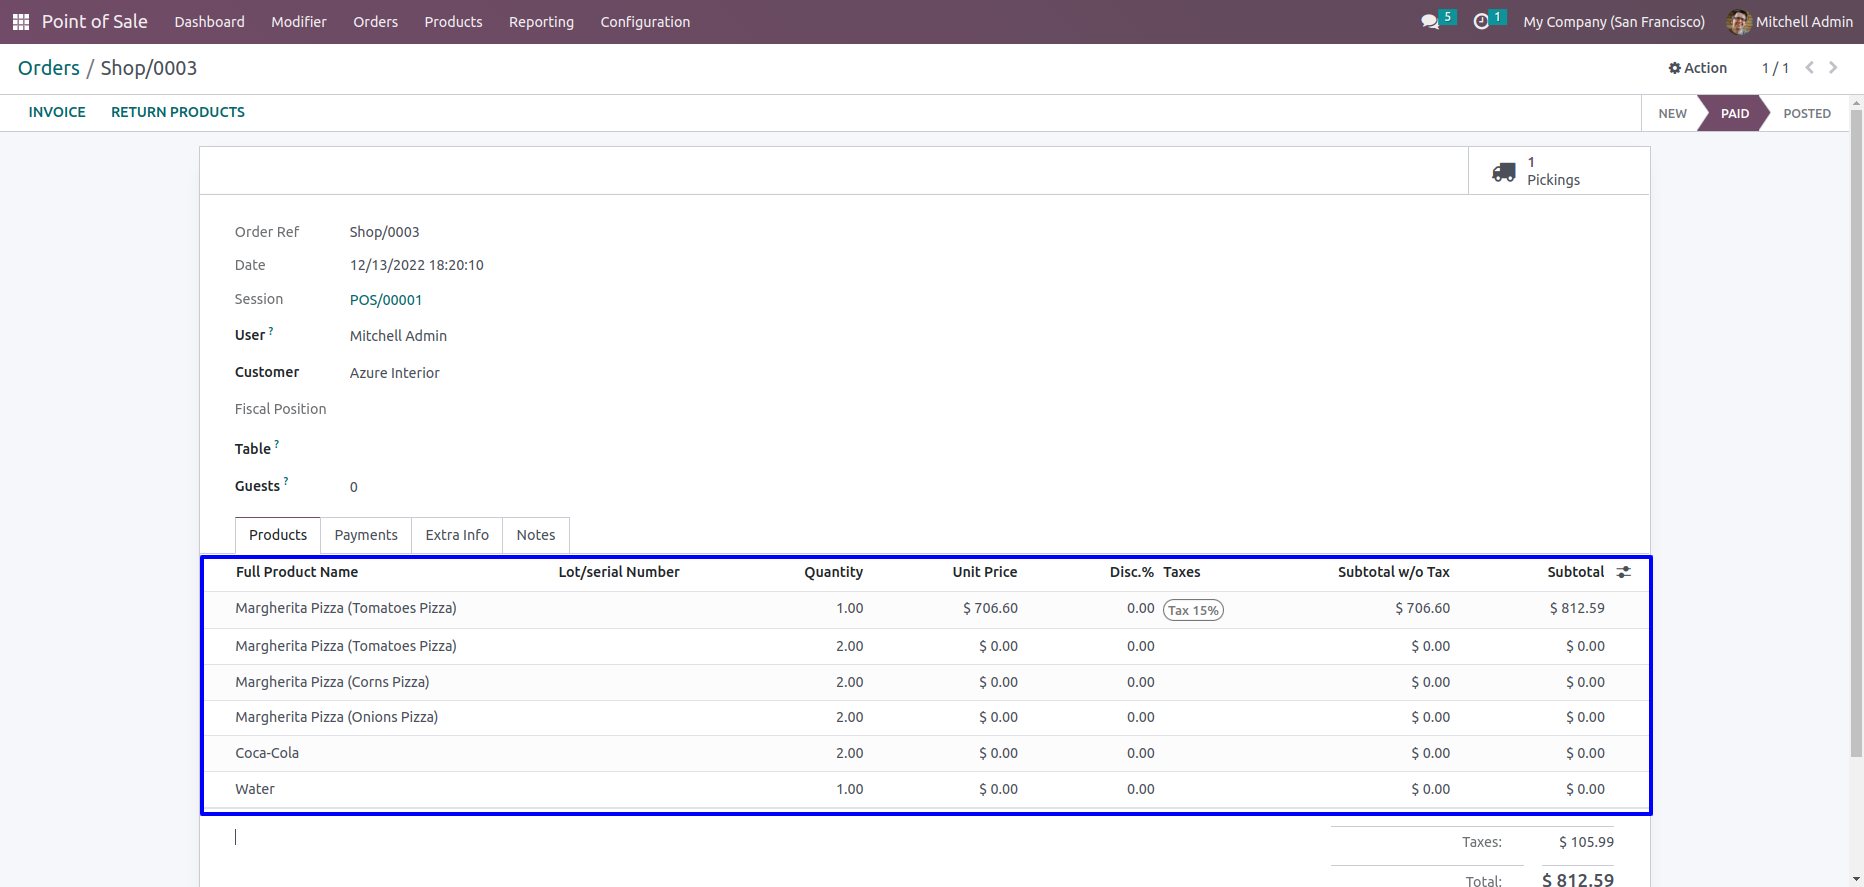 Point of Sale Dashboard Modifier Orders Products Reporting Configuration 5 1 My Company (San Francisco) Mitchell Admin
Orders / Shop/0003 Action 1 / 1
INVOICE RETURN PRODUCTS NEW PAID POSTED
1
Pickings
Order Ref Shop/0003
Date 12/13/2022 18:20:10
Session POS/00001
User ? Mitchell Admin
Customer Azure Interior
Fiscal Position
Table ?
Guests ? 0
Products Payments Extra Info Notes
Full Product Name Lot/serial Number Quantity Unit Price Disc.% Taxes Subtotal w/o Tax Subtotal
Margherita Pizza (Tomatoes Pizza) 1.00 $ 706.60 0.00 Tax 15% $ 706.60 $ 812.59
Margherita Pizza (Tomatoes Pizza) 2.00 $ 0.00 0.00 $ 0.00 $ 0.00
Margherita Pizza (Corns Pizza) 2.00 $ 0.00 0.00 $ 0.00 $ 0.00
Margherita Pizza (Onions Pizza) 2.00 $ 0.00 0.00 $ 0.00 $ 0.00
Coca-Cola 2.00 $ 0.00 0.00 $ 0.00 $ 0.00
Water 1.00 $ 0.00 0.00 $ 0.00 $ 0.00
Taxes: $ 105.99
Total: $ 812.59